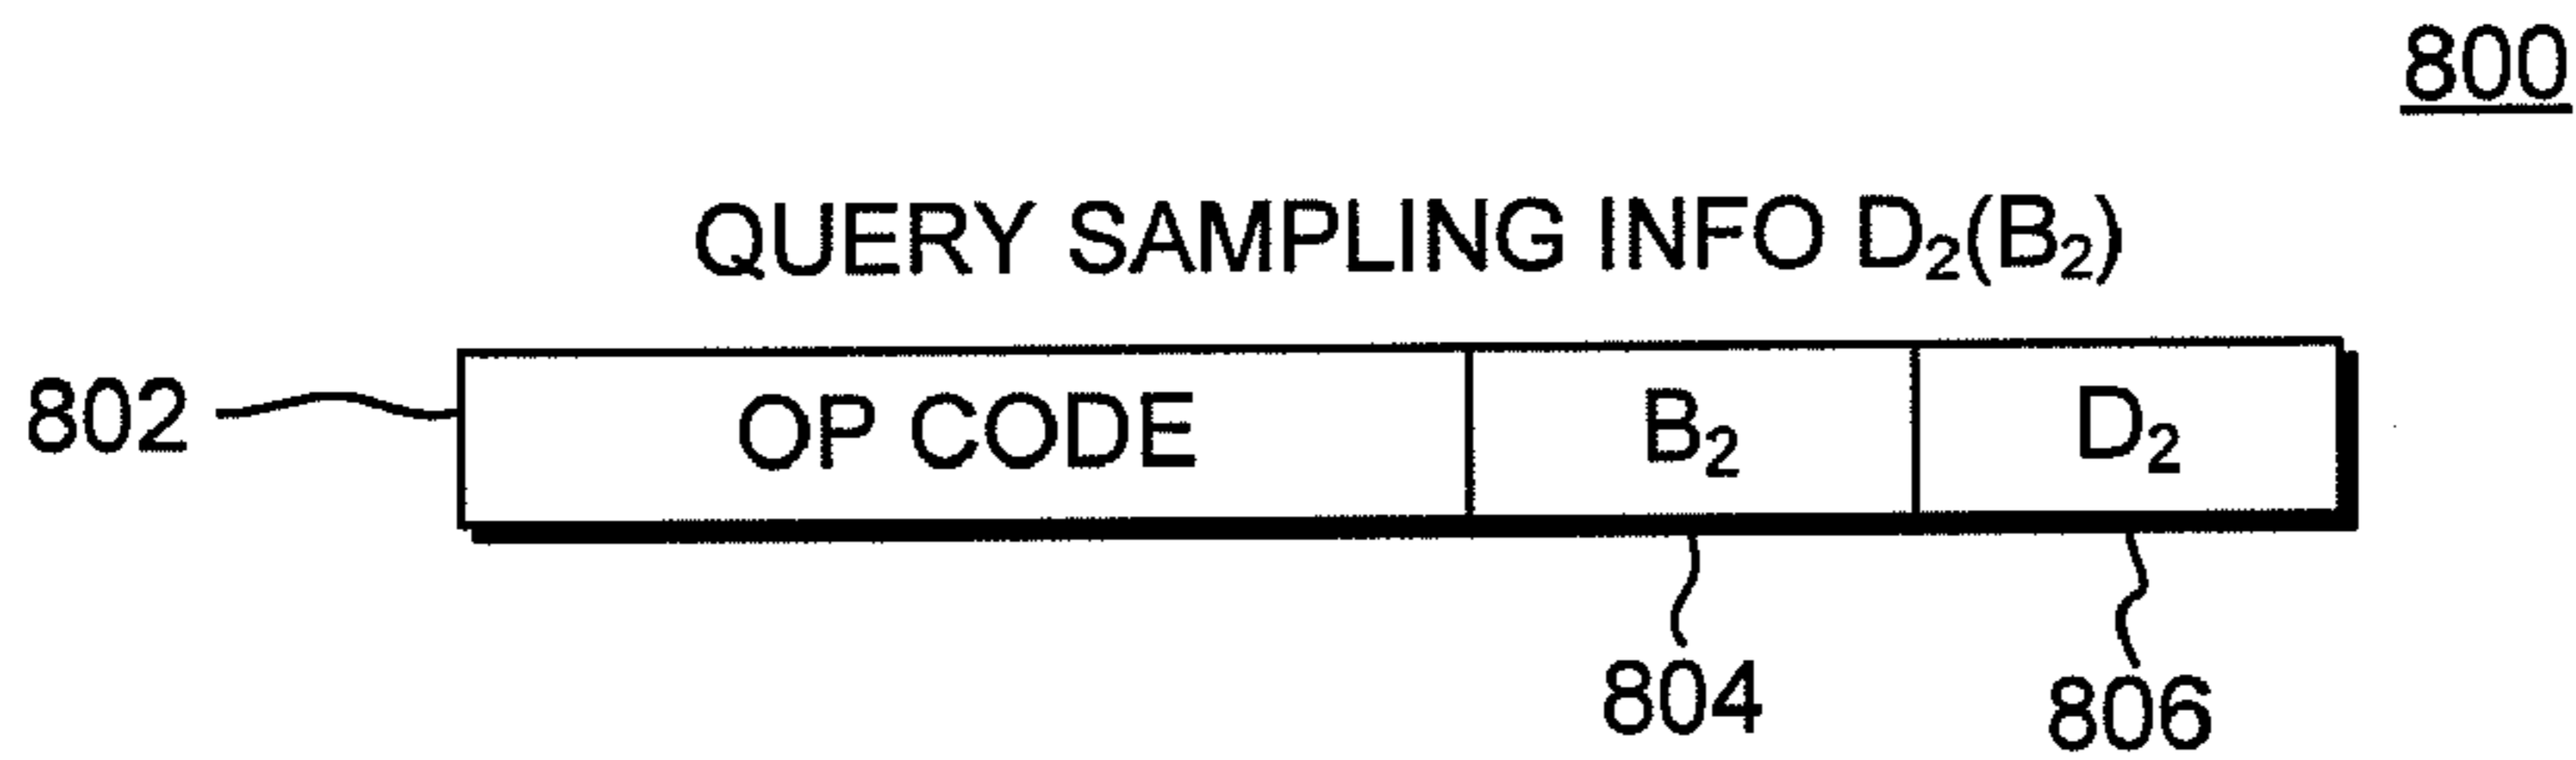 800
QUERY SAMPLING INFO D₂(B₂)
802 OP CODE B₂ D₂
804 806